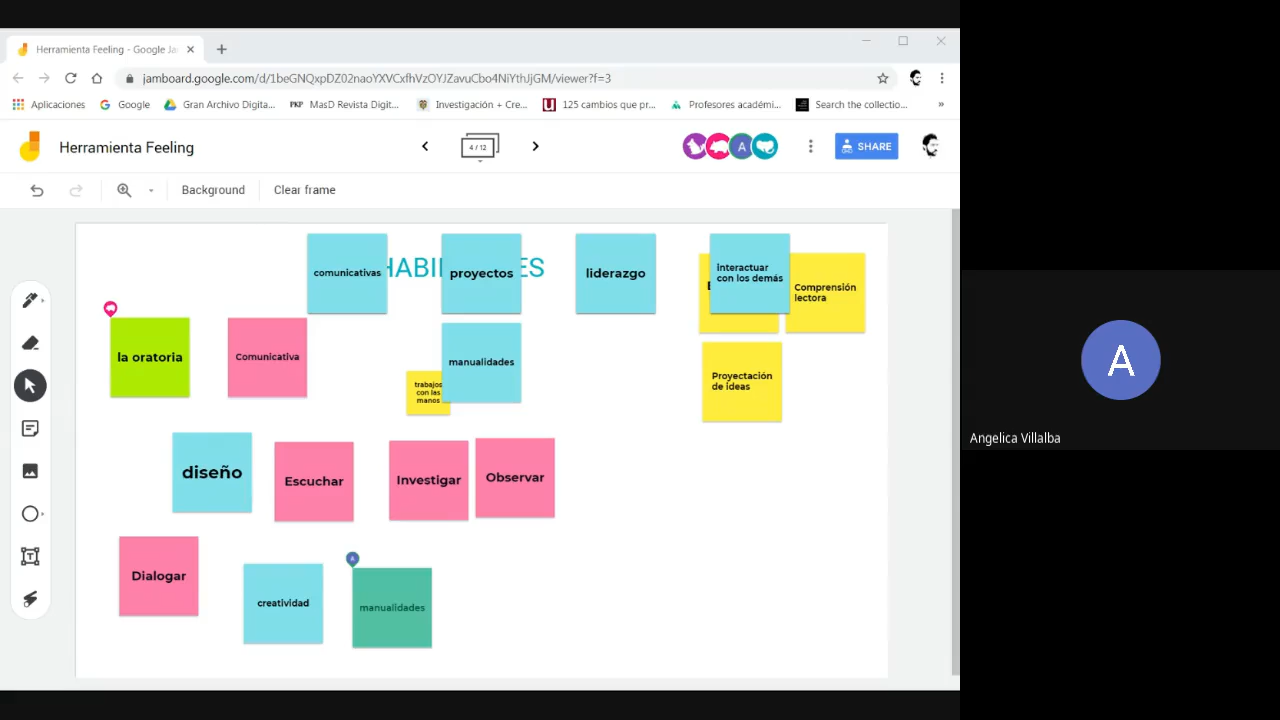 Herramienta Feeling - Google Ja
jamboard.google.com/d/1beGNQxpDZ02naoYXVCxfhVzOYJZavuCbo4NiYthJjGM/viewer?f=3
Aplicaciones
Google
Gran Archivo Digita...
PKP MasD Revista Digit...
Investigación + Cre...
125 cambios que pr...
Profesores académi...
Search the collectio...
»
Herramienta Feeling
4 / 12
A
SHARE
Background
Clear frame
comunicativas
proyectos
liderazgo
interactuar
con los demás
Comprensión
lectora
la oratoria
Comunicativa
manualidades
trabajos
con las
manos
Proyectación
de ideas
diseño
Escuchar
Investigar
Observar
Dialogar
creatividad
A
manualidades
A
Angelica Villalba